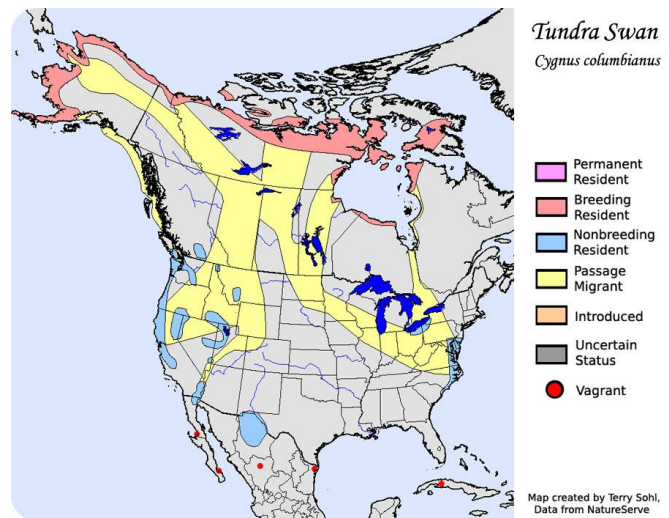 Tundra Swan
Cygnus columbianus
Permanent
Resident
Breeding
Resident
Nonbreeding
Resident
Passage
Migrant
Introduced
Uncertain
Status
Vagrant
Map created by Terry Sohl,
Data from NatureServe